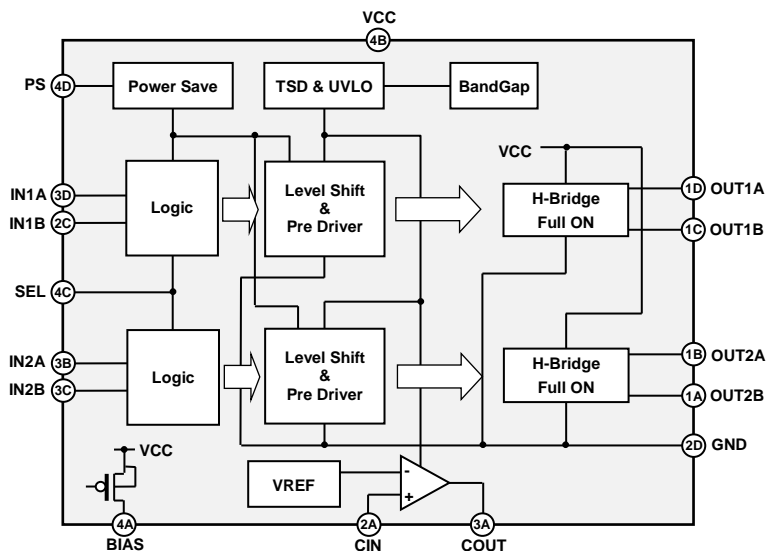 VCC
4B
PS
4D
Power Save
TSD & UVLO
BandGap
VCC
IN1A
3D
IN1B
2C
Logic
Level Shift
&
Pre Driver
H-Bridge
Full ON
1D
OUT1A
1C
OUT1B
SEL
4C
IN2A
3B
IN2B
3C
Logic
Level Shift
&
Pre Driver
H-Bridge
Full ON
1B
OUT2A
1A
OUT2B
2D
GND
VCC
VREF
-
+
4A
BIAS
2A
CIN
3A
COUT